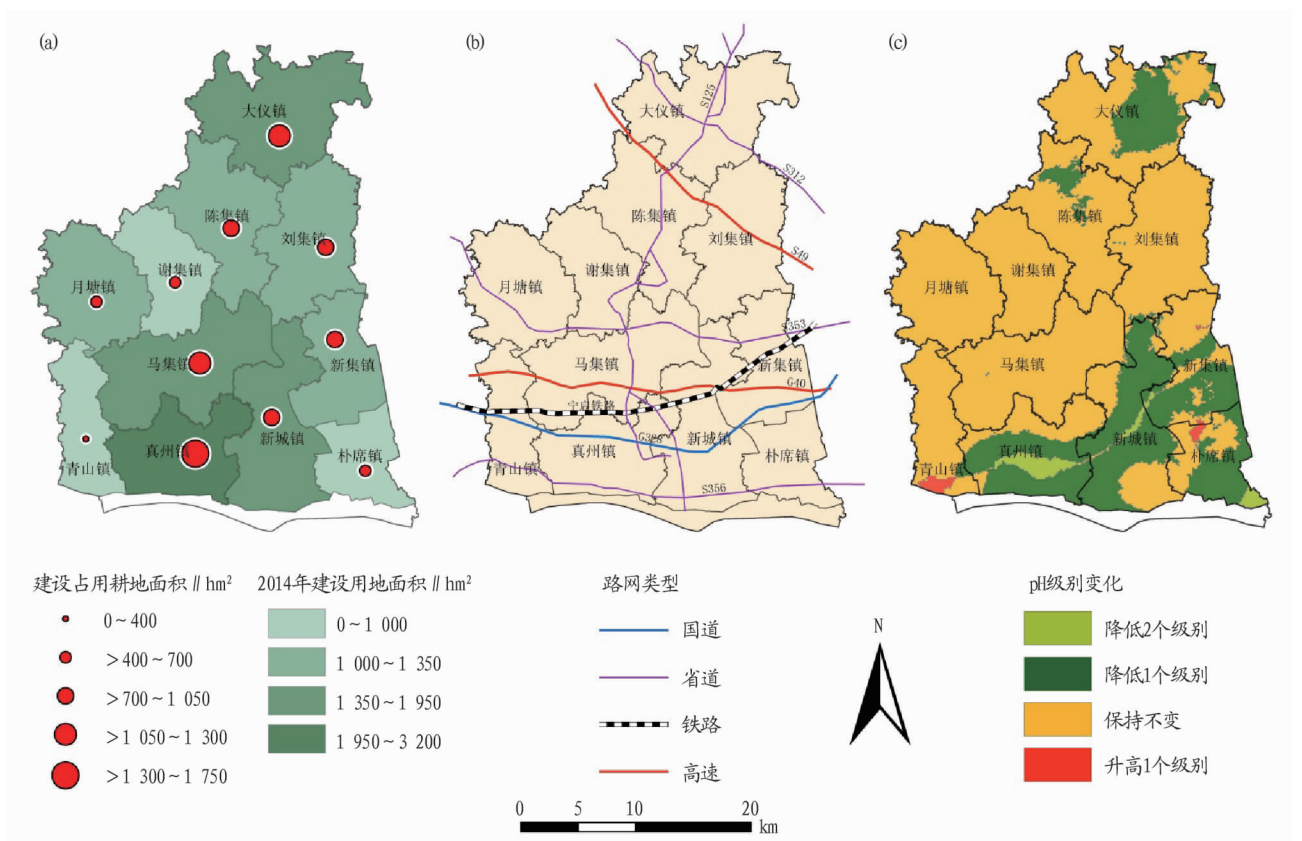 (a)
大仪镇
陈集镇
刘集镇
谢集镇
月塘镇
马集镇
新集镇
新城镇
真州镇
青山镇
朴席镇
(b)
S125
大仪镇
S312
陈集镇
刘集镇
S49
谢集镇
月塘镇
S353
马集镇
新集镇
G40
宁启铁路
新城镇
真州镇
朴席镇
青山镇
S356
(c)
大仪镇
陈集镇
刘集镇
谢集镇
月塘镇
马集镇
新集镇
新城镇
真州镇
朴席镇
青山镇
建设占用耕地面积∥hm²
0~400
>400~700
>700~1 050
>1 050~1 300
>1 300~1 750
2014年建设用地面积∥hm²
0~1 000
1 000~1 350
1 350~1 950
1 950~3 200
路网类型
国道
省道
铁路
高速
N
0 5 10 20
km
pH级别变化
降低2个级别
降低1个级别
保持不变
升高1个级别